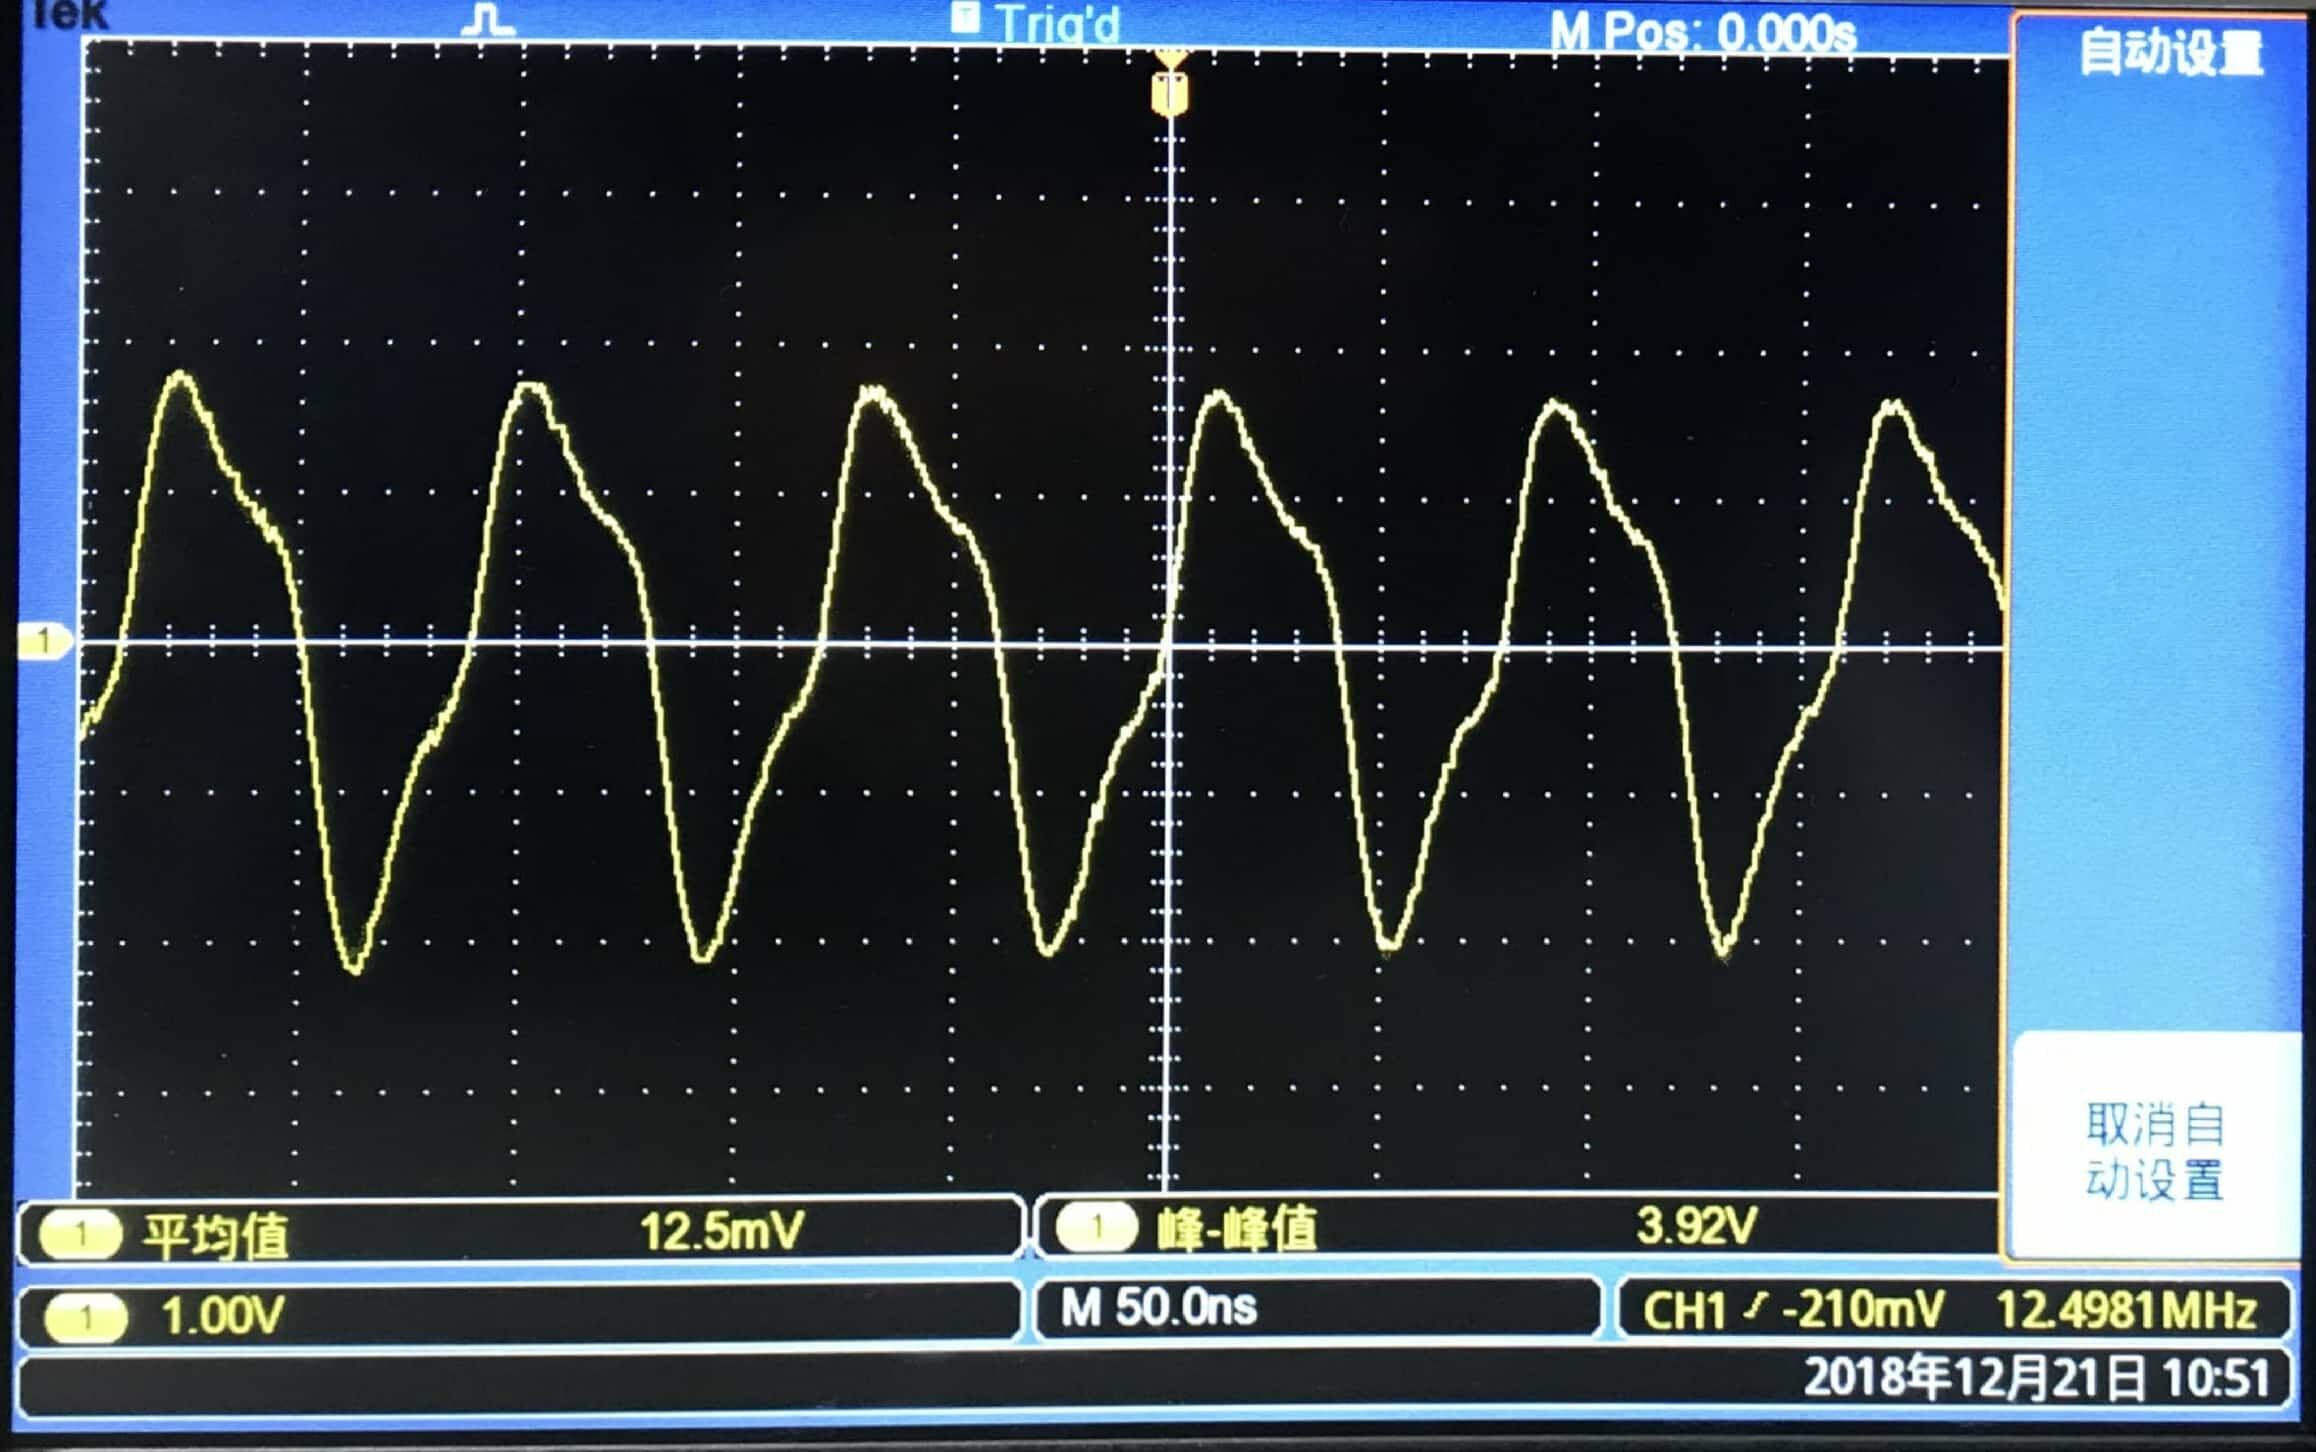 Tek
T Trig'd
M Pos: 0.000s
自动设置
T
1
取消自
动设置
1 平均值 12.5mV
1 峰-峰值 3.92V
1 1.00V
M 50.0ns
CH1 -210mV 12.4981MHz
2018年12月21日 10:51